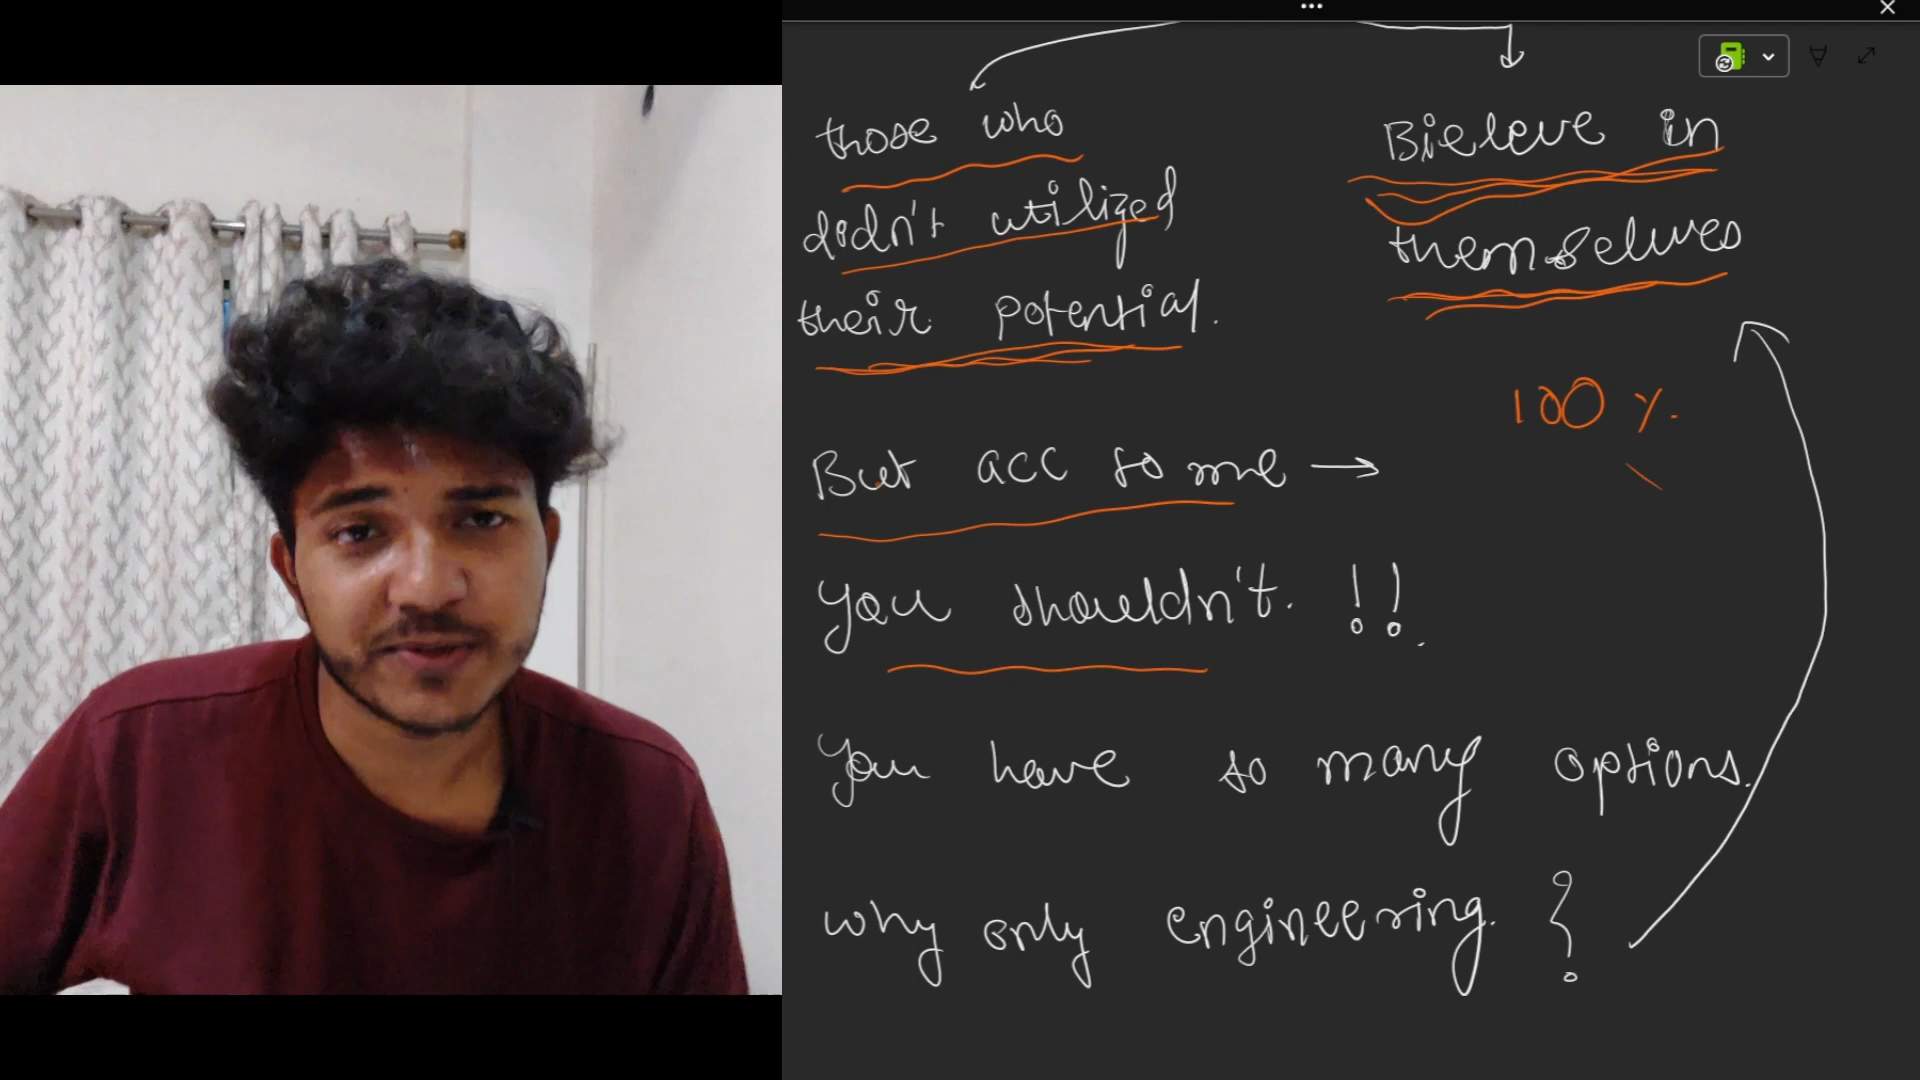 those who
didn't utilized
their potential.
Bieleve in
themselves
100 %.
But acc to me →
You shouldn't. !!
You have so many options.
why only engineering. ?